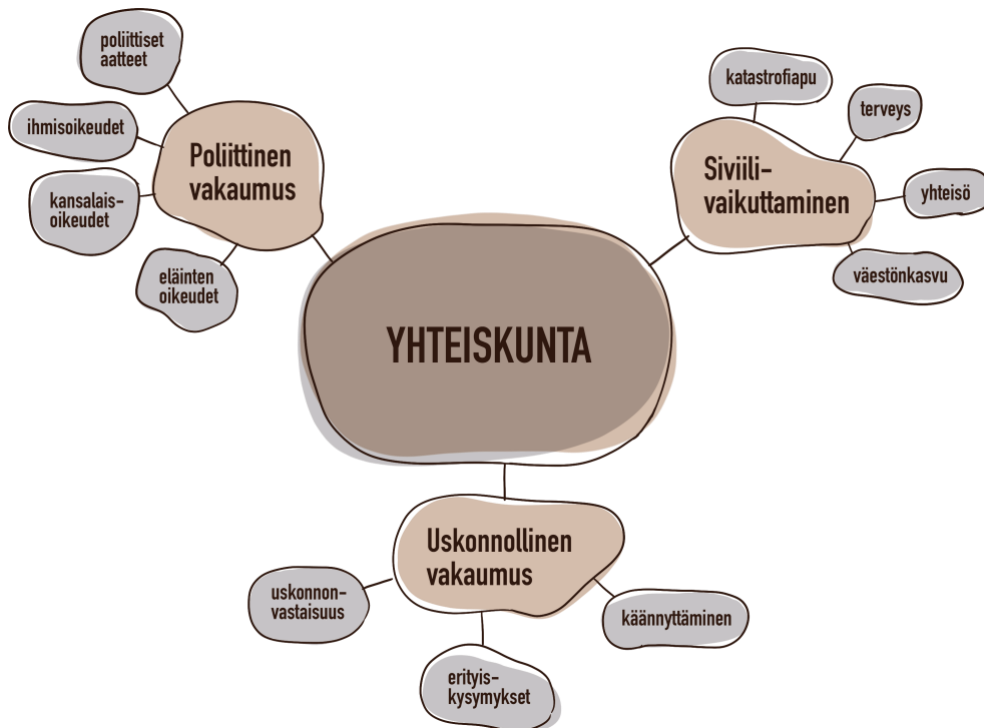 poliittiset
aatteet
ihmisoikeudet
kansalais-
oikeudet
eläinten
oikeudet
Poliittinen
vakaumus
katastrofiapu
terveys
yhteisö
väestönkasvu
Siviili-
vaikuttaminen
YHTEISKUNTA
Uskonnollinen
vakaumus
uskonnon-
vastaisuus
erityis-
kysymykset
käännyttäminen